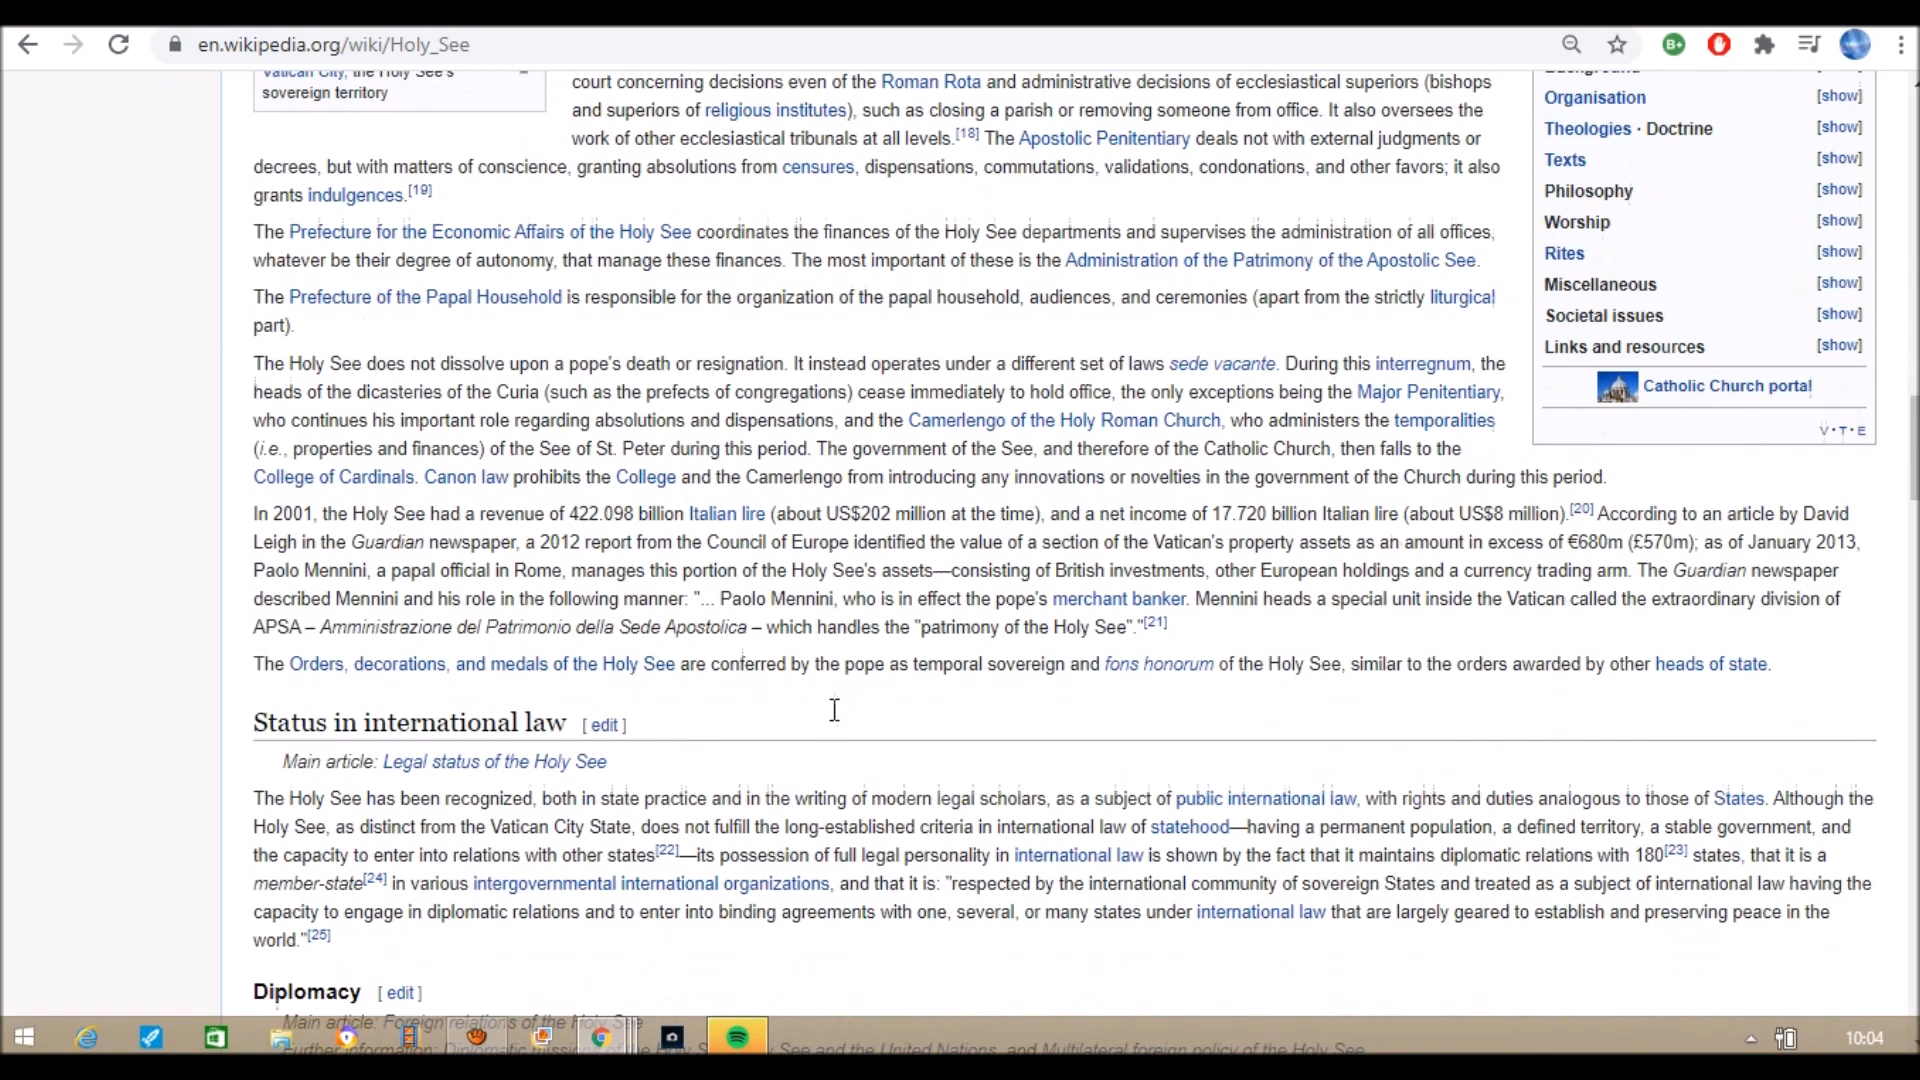 en.wikipedia.org/wiki/Holy_See
Vatican City, the Holy See's
sovereign territory
court concerning decisions even of the Roman Rota and administrative decisions of ecclesiastical superiors (bishops
and superiors of religious institutes), such as closing a parish or removing someone from office. It also oversees the
work of other ecclesiastical tribunals at all levels.[18] The Apostolic Penitentiary deals not with external judgments or
decrees, but with matters of conscience, granting absolutions from censures, dispensations, commutations, validations, condonations, and other favors; it also
grants indulgences.[19]
The Prefecture for the Economic Affairs of the Holy See coordinates the finances of the Holy See departments and supervises the administration of all offices,
whatever be their degree of autonomy, that manage these finances. The most important of these is the Administration of the Patrimony of the Apostolic See.
The Prefecture of the Papal Household is responsible for the organization of the papal household, audiences, and ceremonies (apart from the strictly liturgical
part).
The Holy See does not dissolve upon a pope's death or resignation. It instead operates under a different set of laws sede vacante. During this interregnum, the
heads of the dicasteries of the Curia (such as the prefects of congregations) cease immediately to hold office, the only exceptions being the Major Penitentiary,
who continues his important role regarding absolutions and dispensations, and the Camerlengo of the Holy Roman Church, who administers the temporalities
(i.e., properties and finances) of the See of St. Peter during this period. The government of the See, and therefore of the Catholic Church, then falls to the
College of Cardinals. Canon law prohibits the College and the Camerlengo from introducing any innovations or novelties in the government of the Church during this period.
In 2001, the Holy See had a revenue of 422.098 billion Italian lire (about US$202 million at the time), and a net income of 17.720 billion Italian lire (about US$8 million).[20] According to an article by David
Leigh in the Guardian newspaper, a 2012 report from the Council of Europe identified the value of a section of the Vatican's property assets as an amount in excess of €680m (£570m); as of January 2013,
Paolo Mennini, a papal official in Rome, manages this portion of the Holy See's assets—consisting of British investments, other European holdings and a currency trading arm. The Guardian newspaper
described Mennini and his role in the following manner: "... Paolo Mennini, who is in effect the pope's merchant banker. Mennini heads a special unit inside the Vatican called the extraordinary division of
APSA – Amministrazione del Patrimonio della Sede Apostolica – which handles the "patrimony of the Holy See"."[21]
The Orders, decorations, and medals of the Holy See are conferred by the pope as temporal sovereign and fons honorum of the Holy See, similar to the orders awarded by other heads of state.
Status in international law [ edit ]
Main article: Legal status of the Holy See
The Holy See has been recognized, both in state practice and in the writing of modern legal scholars, as a subject of public international law, with rights and duties analogous to those of States. Although the
Holy See, as distinct from the Vatican City State, does not fulfill the long-established criteria in international law of statehood—having a permanent population, a defined territory, a stable government, and
the capacity to enter into relations with other states[22]—its possession of full legal personality in international law is shown by the fact that it maintains diplomatic relations with 180[23] states, that it is a
member-state[24] in various intergovernmental international organizations, and that it is: "respected by the international community of sovereign States and treated as a subject of international law having the
capacity to engage in diplomatic relations and to enter into binding agreements with one, several, or many states under international law that are largely geared to establish and preserving peace in the
world."[25]
Diplomacy [ edit ]
Main article: Foreign relations of the Holy See
Further information: Diplomatic missions of the Holy See and the United Nations, and Multilateral foreign policy of the Holy See
Background
Organisation [show]
Theologies · Doctrine [show]
Texts [show]
Philosophy [show]
Worship [show]
Rites [show]
Miscellaneous [show]
Societal issues [show]
Links and resources [show]
Catholic Church portal
V · T · E
B+
10:04